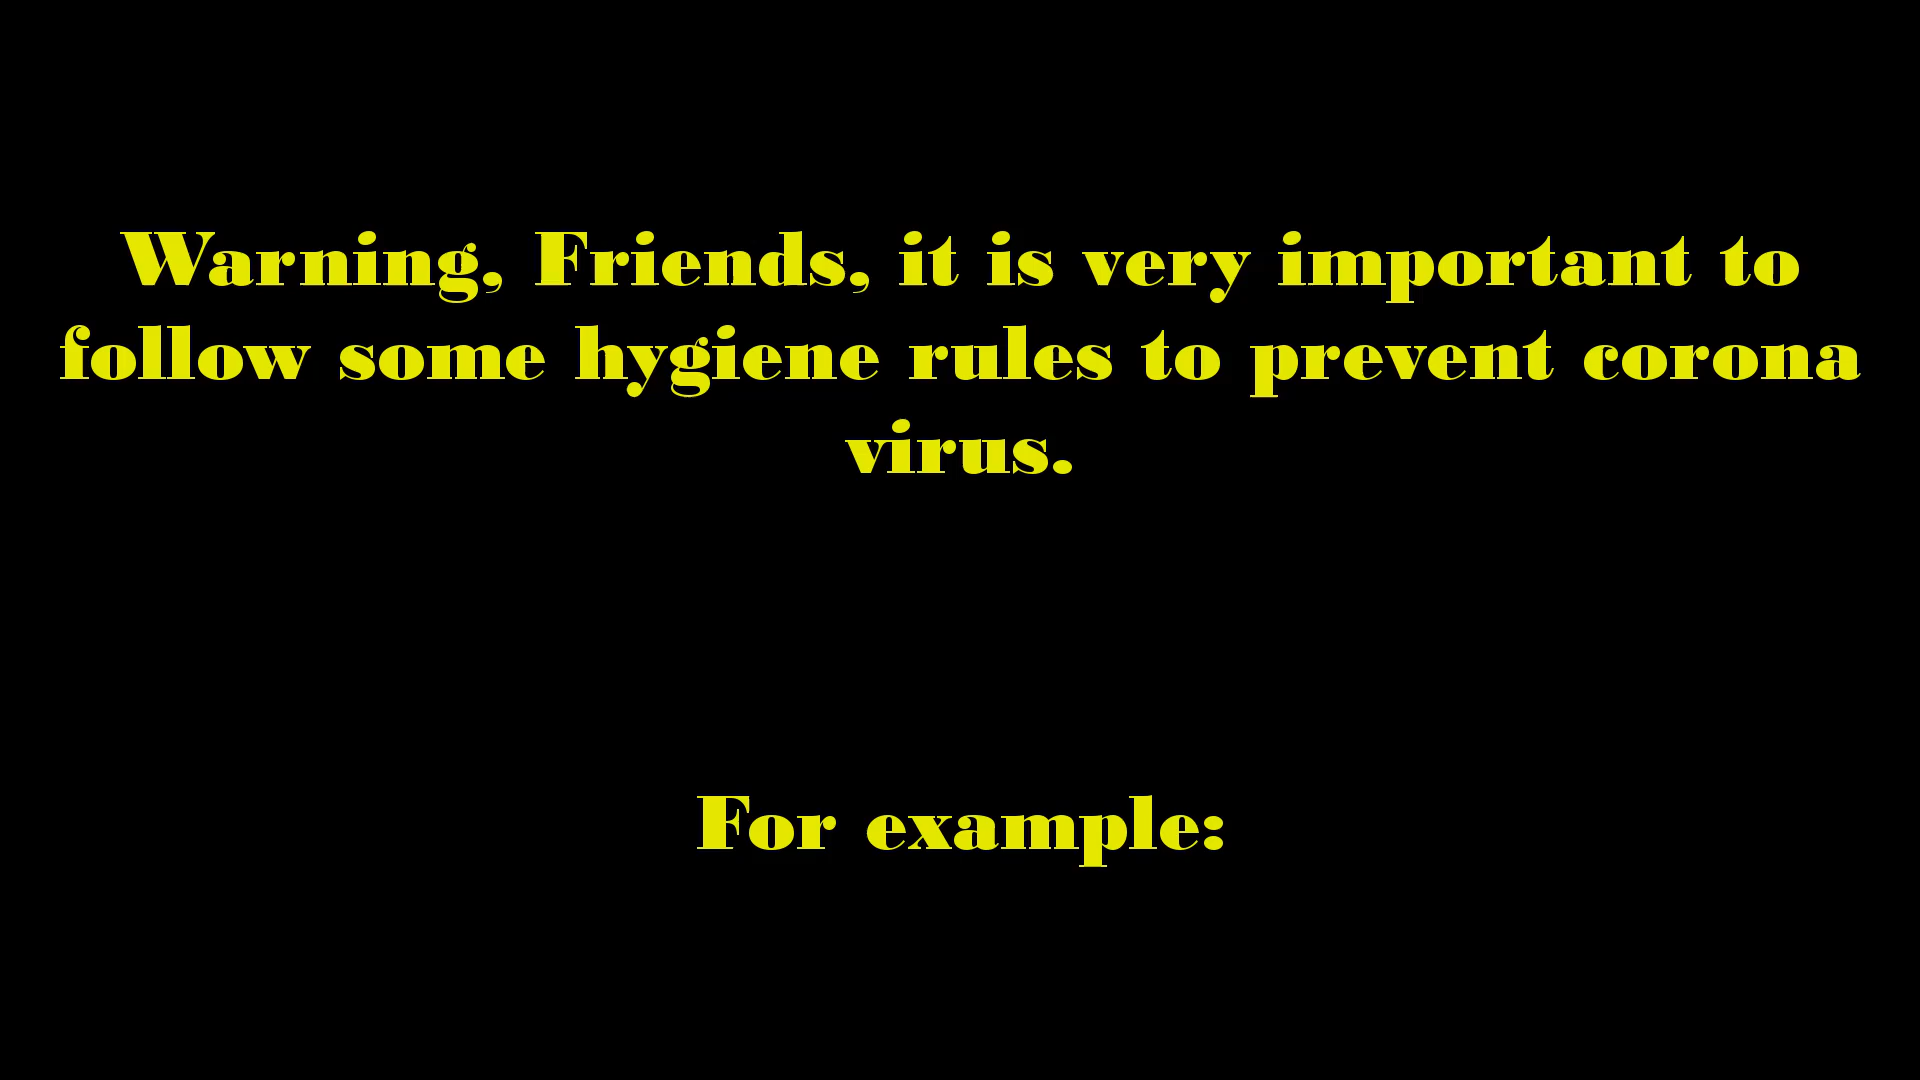 Warning, Friends, it is very important to
follow some hygiene rules to prevent corona
virus.
For example: